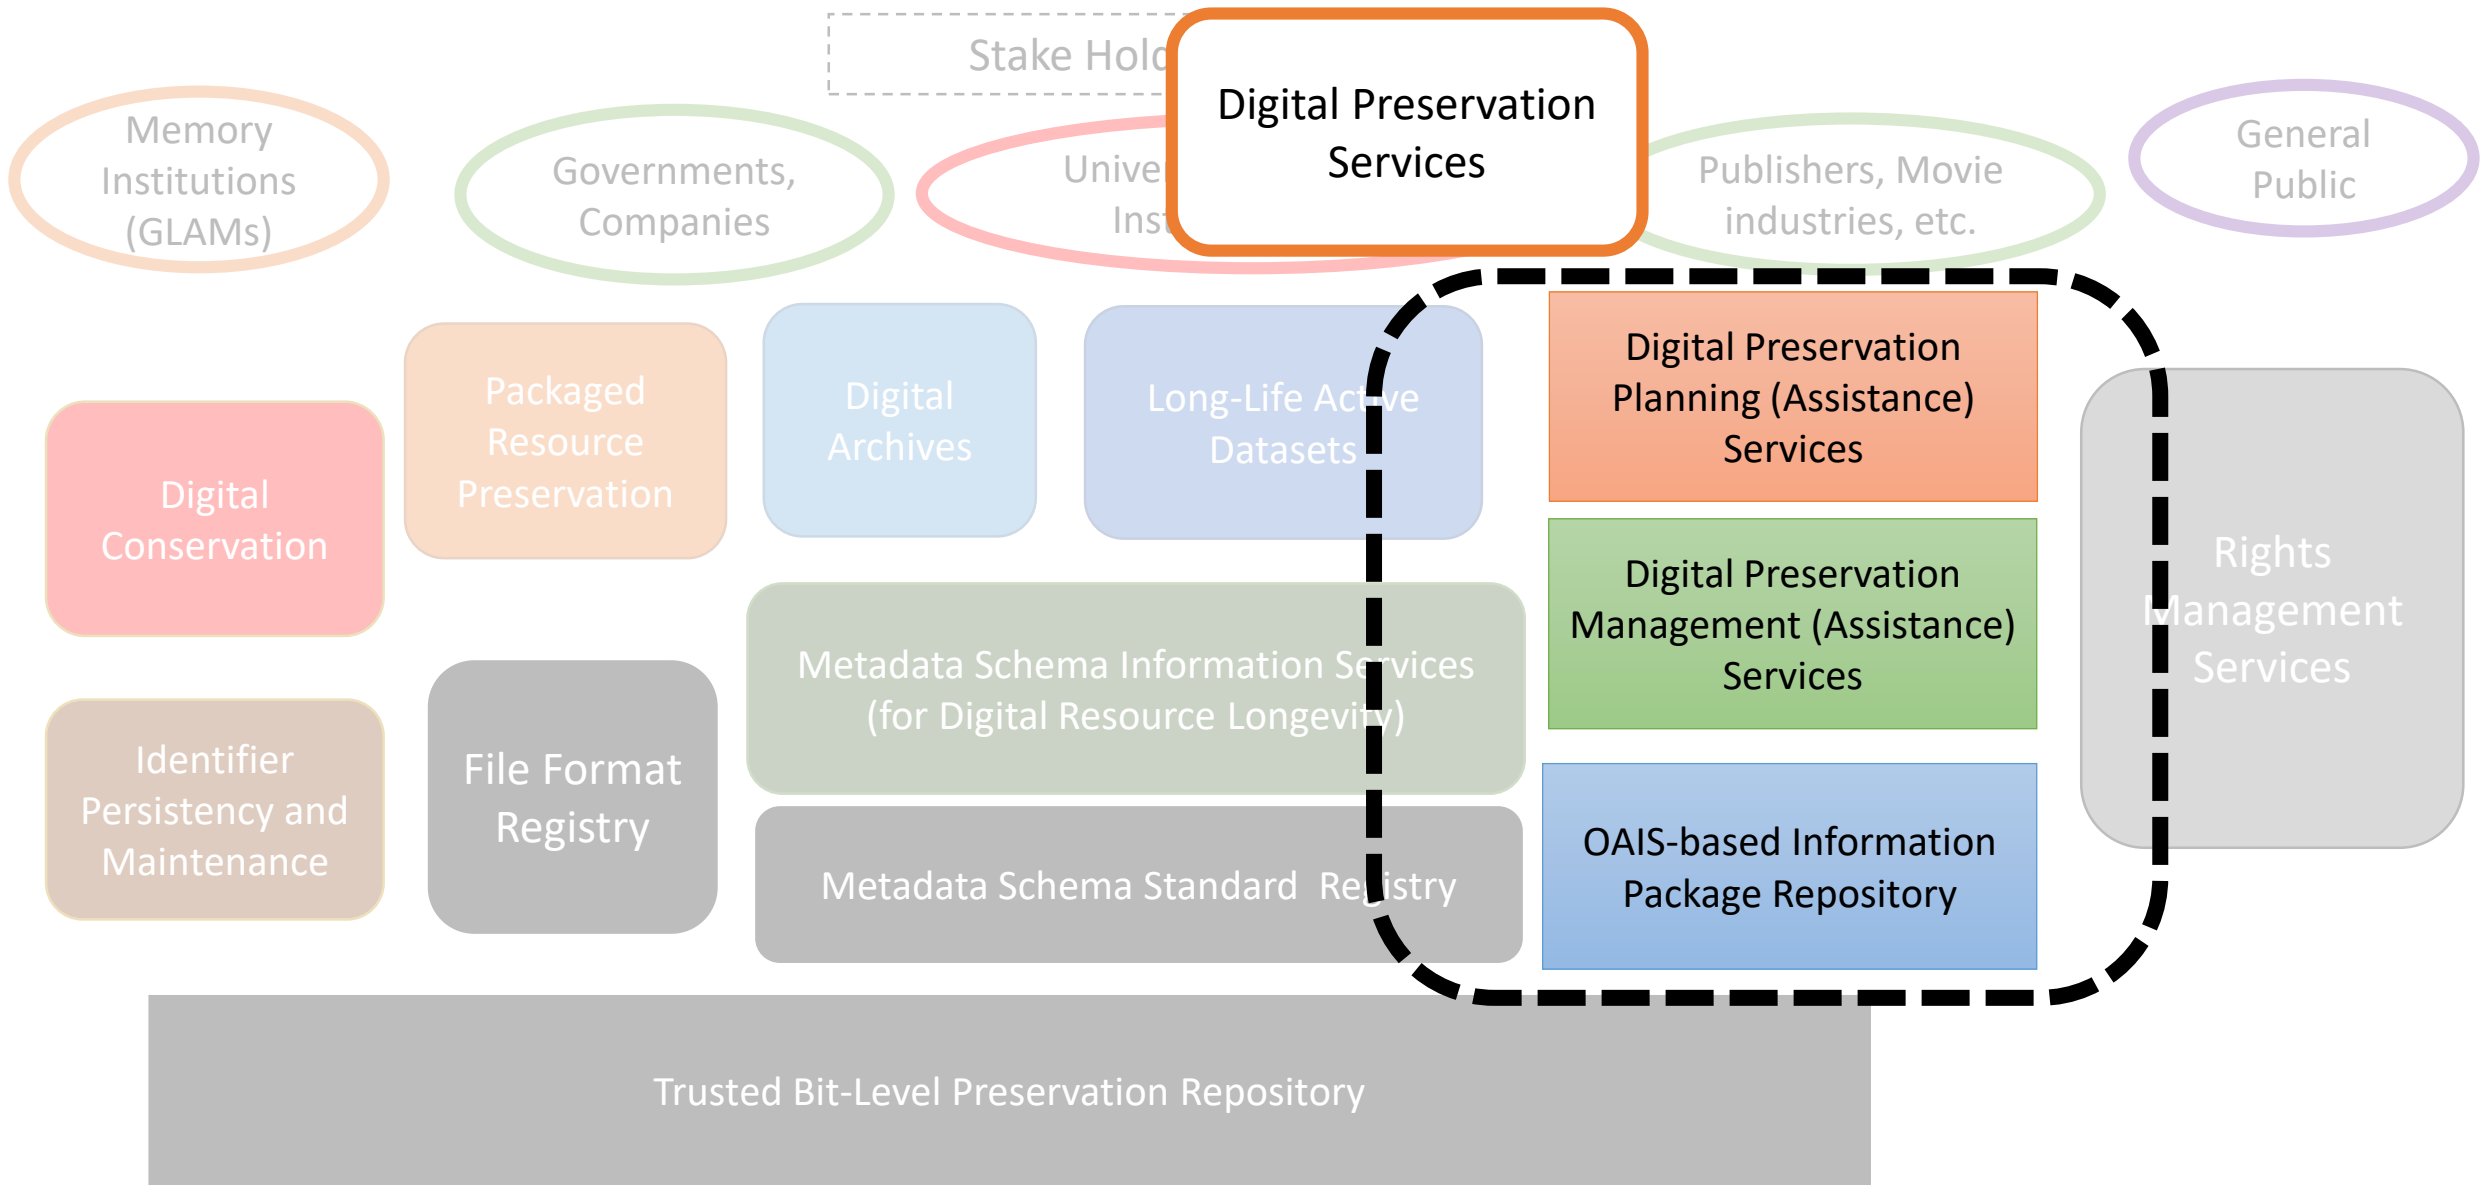 Stake Hol
Digital Preservation
Services
Memory
Institutions
(GLAMs)
Governments,
Companies
Univer
Inst
Publishers, Movie
industries, etc.
General
Public
Digital
Conservation
Packaged
Resource
Preservation
Digital
Archives
Long-Life Active
Datasets
Digital Preservation
Planning (Assistance)
Services
Digital Preservation
Management (Assistance)
Services
OAIS-based Information
Package Repository
Rights
Management
Services
Metadata Schema Information Services
(for Digital Resource Longevity)
Identifier
Persistency and
Maintenance
File Format
Registry
Metadata Schema Standard Registry
Trusted Bit-Level Preservation Repository